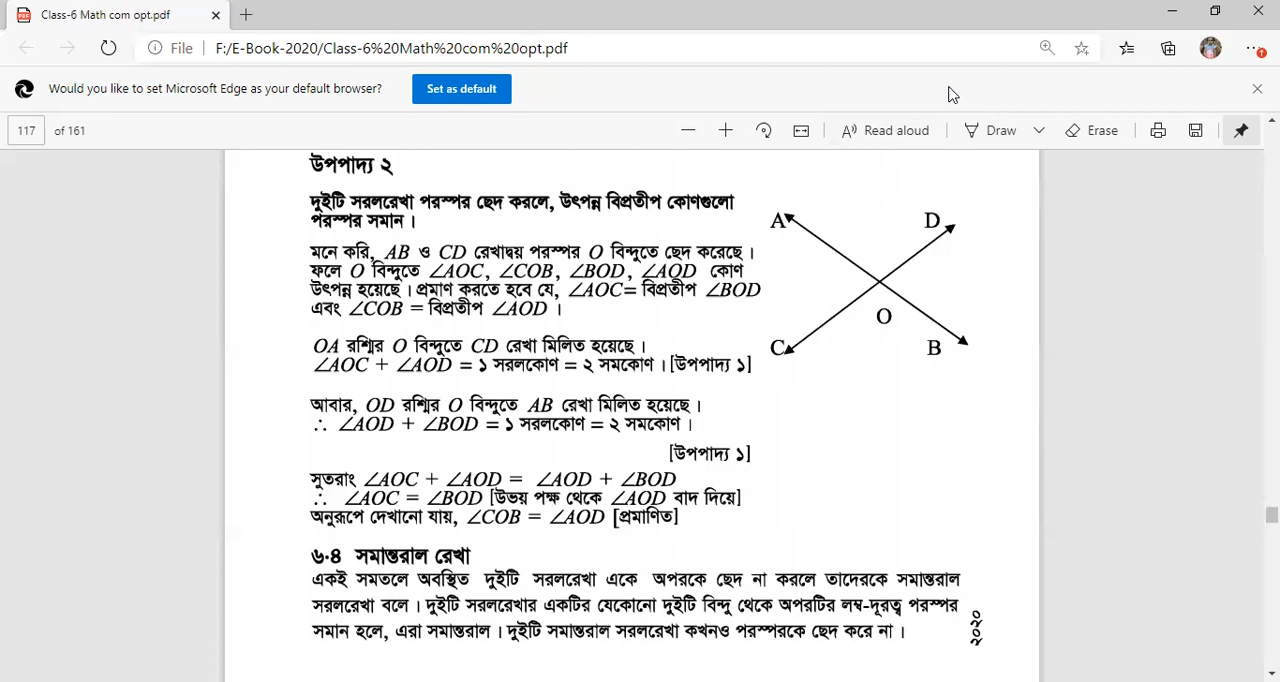 Class-6 Math com opt.pdf
File F:/E-Book-2020/Class-6%20Math%20com%20opt.pdf
Would you like to set Microsoft Edge as your default browser? Set as default
117 of 161 Read aloud Draw Erase
উপপাদ্য ২
দুইটি সরলরেখা পরস্পর ছেদ করলে, উৎপন্ন বিপ্রতীপ কোণগুলো
পরস্পর সমান।
মনে করি, AB ও CD রেখাদ্বয় পরস্পর O বিন্দুতে ছেদ করেছে।
ফলে O বিন্দুতে ∠AOC, ∠COB, ∠BOD, ∠AOD কোণ
উৎপন্ন হয়েছে। প্রমাণ করতে হবে যে, ∠AOC= বিপ্রতীপ ∠BOD
এবং ∠COB = বিপ্রতীপ ∠AOD ।
A D
O
C B
OA রশ্মির O বিন্দুতে CD রেখা মিলিত হয়েছে।
∠AOC + ∠AOD = ১ সরলকোণ = ২ সমকোণ। [উপপাদ্য ১]
আবার, OD রশ্মির O বিন্দুতে AB রেখা মিলিত হয়েছে।
∴ ∠AOD + ∠BOD = ১ সরলকোণ = ২ সমকোণ।
[উপপাদ্য ১]
সুতরাং ∠AOC + ∠AOD = ∠AOD + ∠BOD
∴ ∠AOC = ∠BOD [উভয় পক্ষ থেকে ∠AOD বাদ দিয়ে]
অনুরূপে দেখানো যায়, ∠COB = ∠AOD [প্রমাণিত]
৬·৪ সমান্তরাল রেখা
একই সমতলে অবস্থিত দুইটি সরলরেখা একে অপরকে ছেদ না করলে তাদেরকে সমান্তরাল
সরলরেখা বলে। দুইটি সরলরেখার একটির যেকোনো দুইটি বিন্দু থেকে অপরটির লম্ব-দূরত্ব পরস্পর
সমান হলে, এরা সমান্তরাল। দুইটি সমান্তরাল সরলরেখা কখনও পরস্পরকে ছেদ করে না।
২০২০